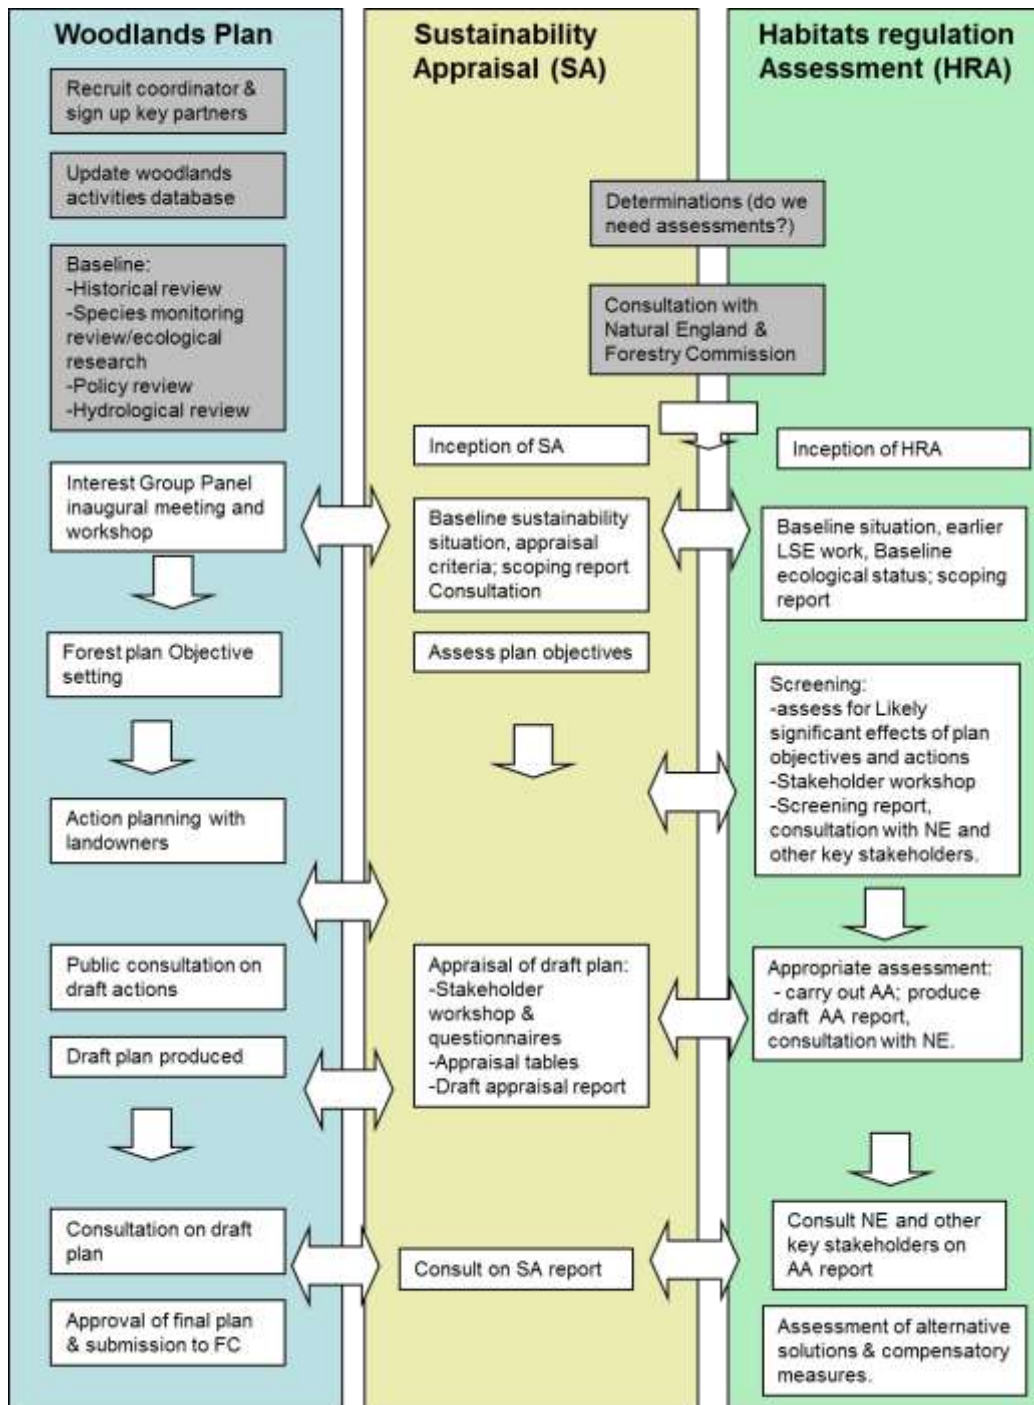 Woodlands Plan
Recruit coordinator &
sign up key partners
Update woodlands
activities database
Baseline:
-Historical review
-Species monitoring
review/ecological
research
-Policy review
-Hydrological review
Interest Group Panel
inaugural meeting and
workshop
Forest plan Objective
setting
Action planning with
landowners
Public consultation on
draft actions
Draft plan produced
Consultation on draft
plan
Approval of final plan
& submission to FC
Sustainability
Appraisal (SA)
Determinations (do we
need assessments?)
Consultation with
Natural England &
Forestry Commission
Inception of SA
Baseline sustainability
situation, appraisal
criteria; scoping report
Consultation
Assess plan objectives
Appraisal of draft plan:
-Stakeholder
workshop &
questionnaires
-Appraisal tables
-Draft appraisal report
Consult on SA report
Habitats regulation
Assessment (HRA)
Inception of HRA
Baseline situation, earlier
LSE work, Baseline
ecological status; scoping
report
Screening:
-assess for Likely
significant effects of plan
objectives and actions
-Stakeholder workshop
-Screening report,
consultation with NE and
other key stakeholders.
Appropriate assessment:
- carry out AA; produce
draft AA report,
consultation with NE.
Consult NE and other
key stakeholders on
AA report
Assessment of alternative
solutions & compensatory
measures.